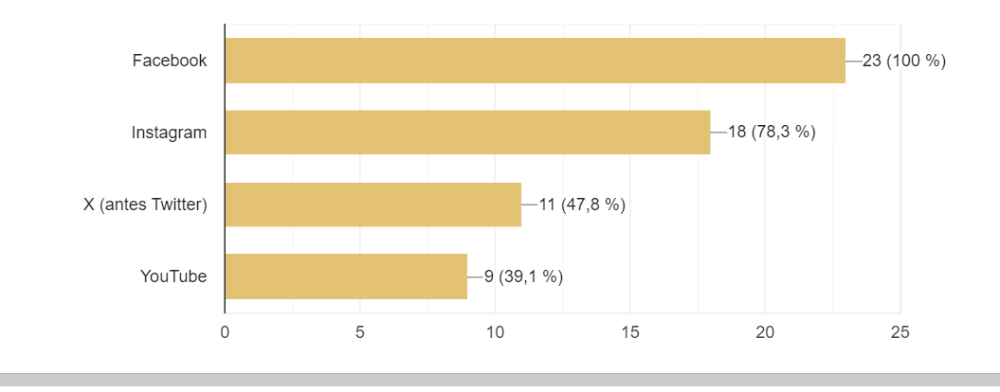 Facebook 23 (100 %)
Instagram 18 (78,3 %)
X (antes Twitter) 11 (47,8 %)
YouTube 9 (39,1 %)
0 5 10 15 20 25